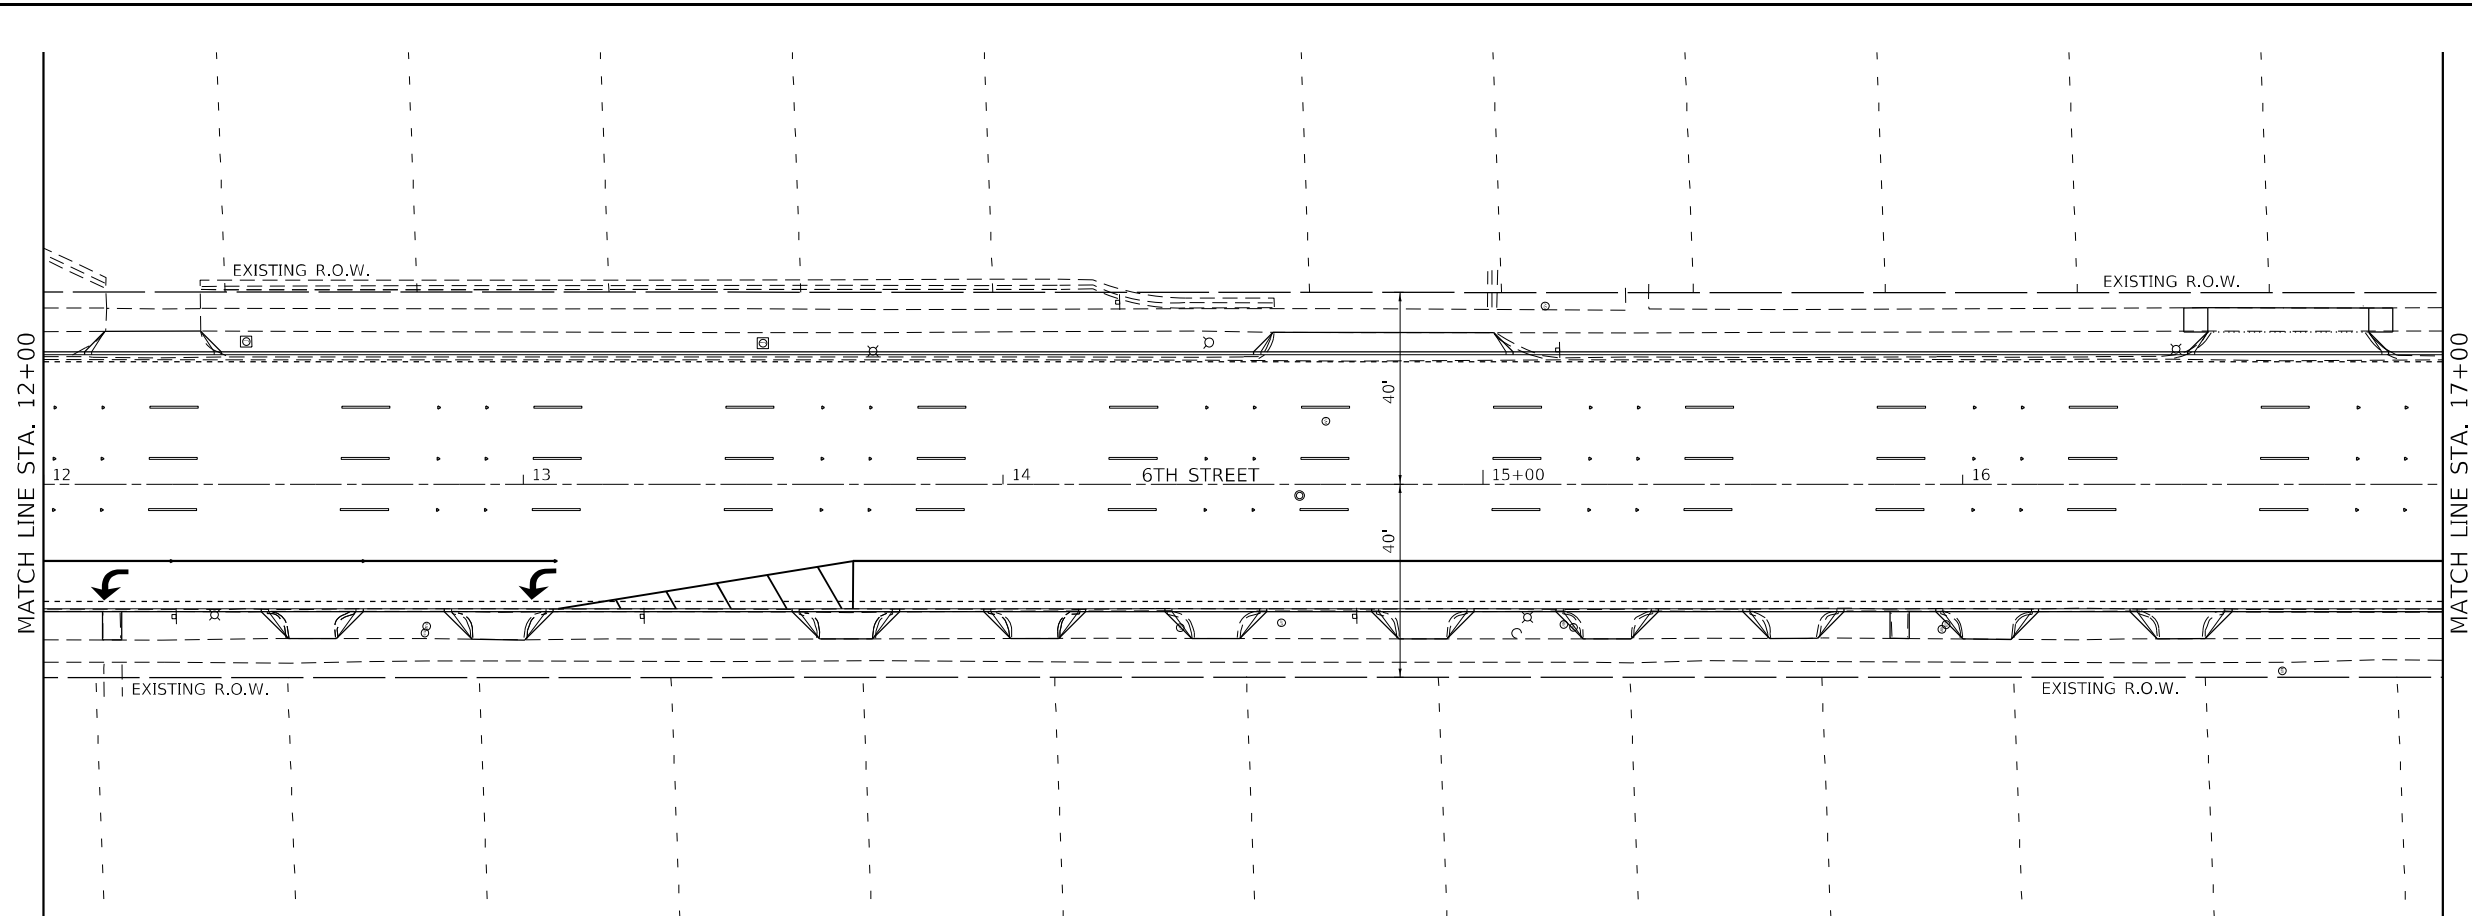 EXISTING R.O.W.
EXISTING R.O.W.
MATCH LINE STA. 12+00
MATCH LINE STA. 17+00
40'
12
13
14
6TH STREET
15+00
16
40'
EXISTING R.O.W.
EXISTING R.O.W.